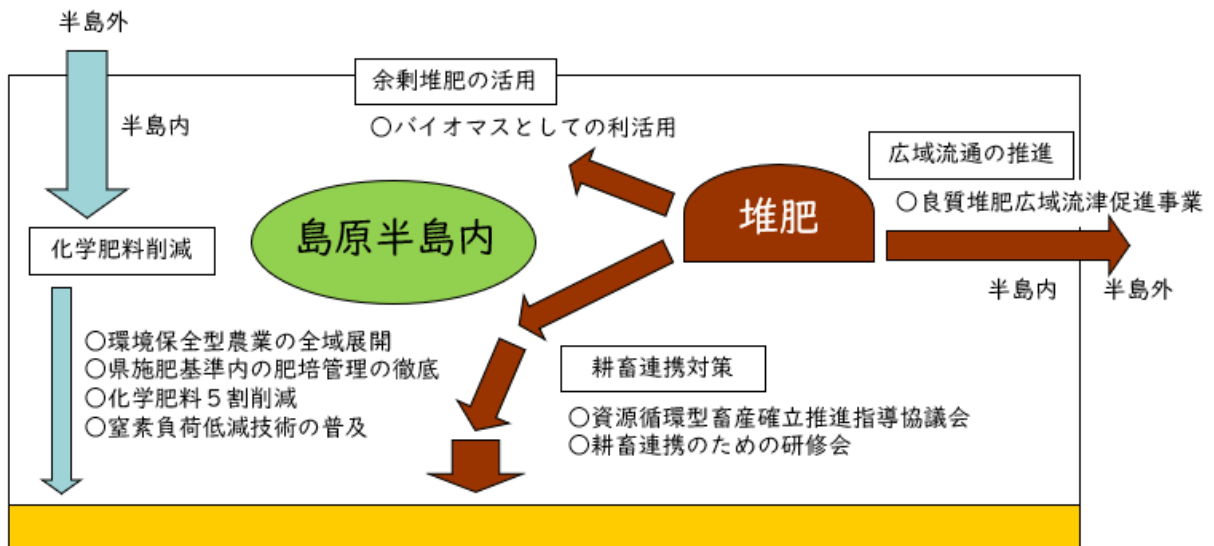 半島外
半島内
余剰堆肥の活用
○バイオマスとしての利活用
広域流通の推進
○良質堆肥広域流津促進事業
堆肥
島原半島内
化学肥料削減
半島内
半島外
○環境保全型農業の全域展開
○県施肥基準内の肥培管理の徹底
○化学肥料5割削減
○窒素負荷低減技術の普及
耕畜連携対策
○資源循環型畜産確立推進指導協議会
○耕畜連携のための研修会